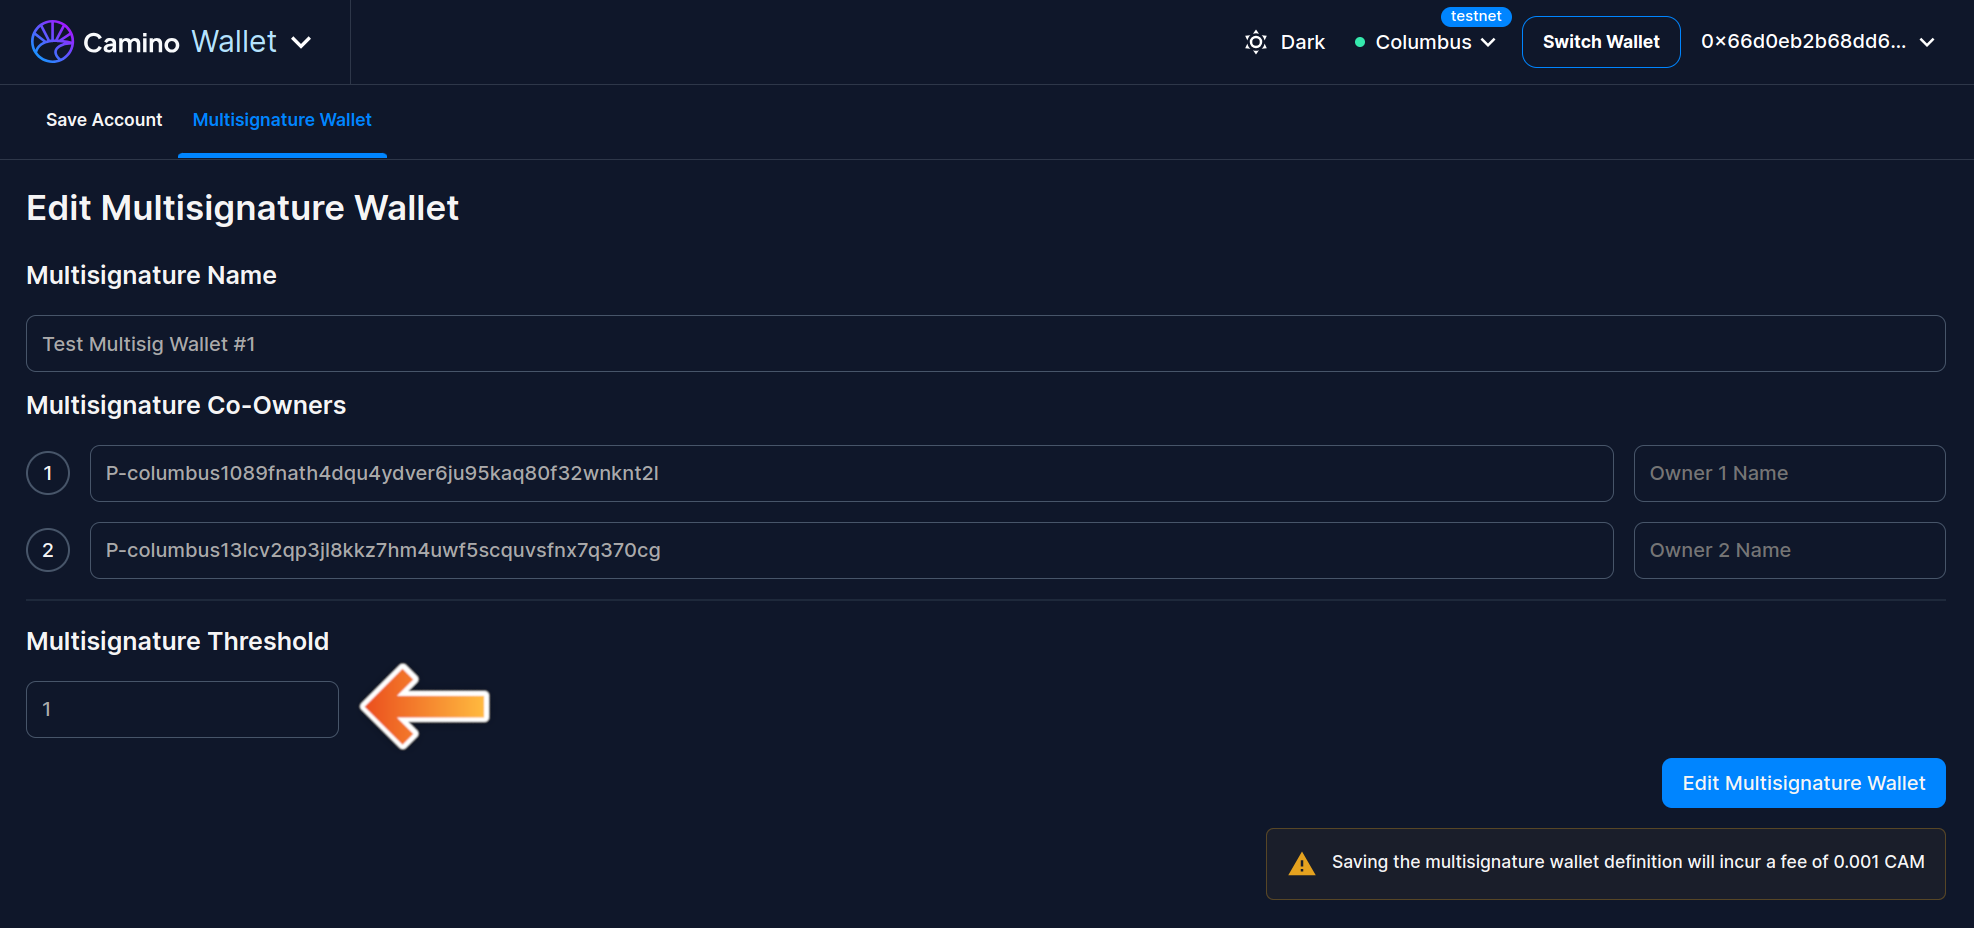 Camino Wallet
testnet
Dark
Columbus
Switch Wallet
0x66d0eb2b68dd6...
Save Account
Multisignature Wallet
Edit Multisignature Wallet
Multisignature Name
Test Multisig Wallet #1
Multisignature Co-Owners
1
P-columbus1089fnath4dqu4ydver6ju95kaq80f32wnknt2l
Owner 1 Name
2
P-columbus13lcv2qp3jl8kkz7hm4uwf5scquvsfnx7q370cg
Owner 2 Name
Multisignature Threshold
1
Edit Multisignature Wallet
Saving the multisignature wallet definition will incur a fee of 0.001 CAM